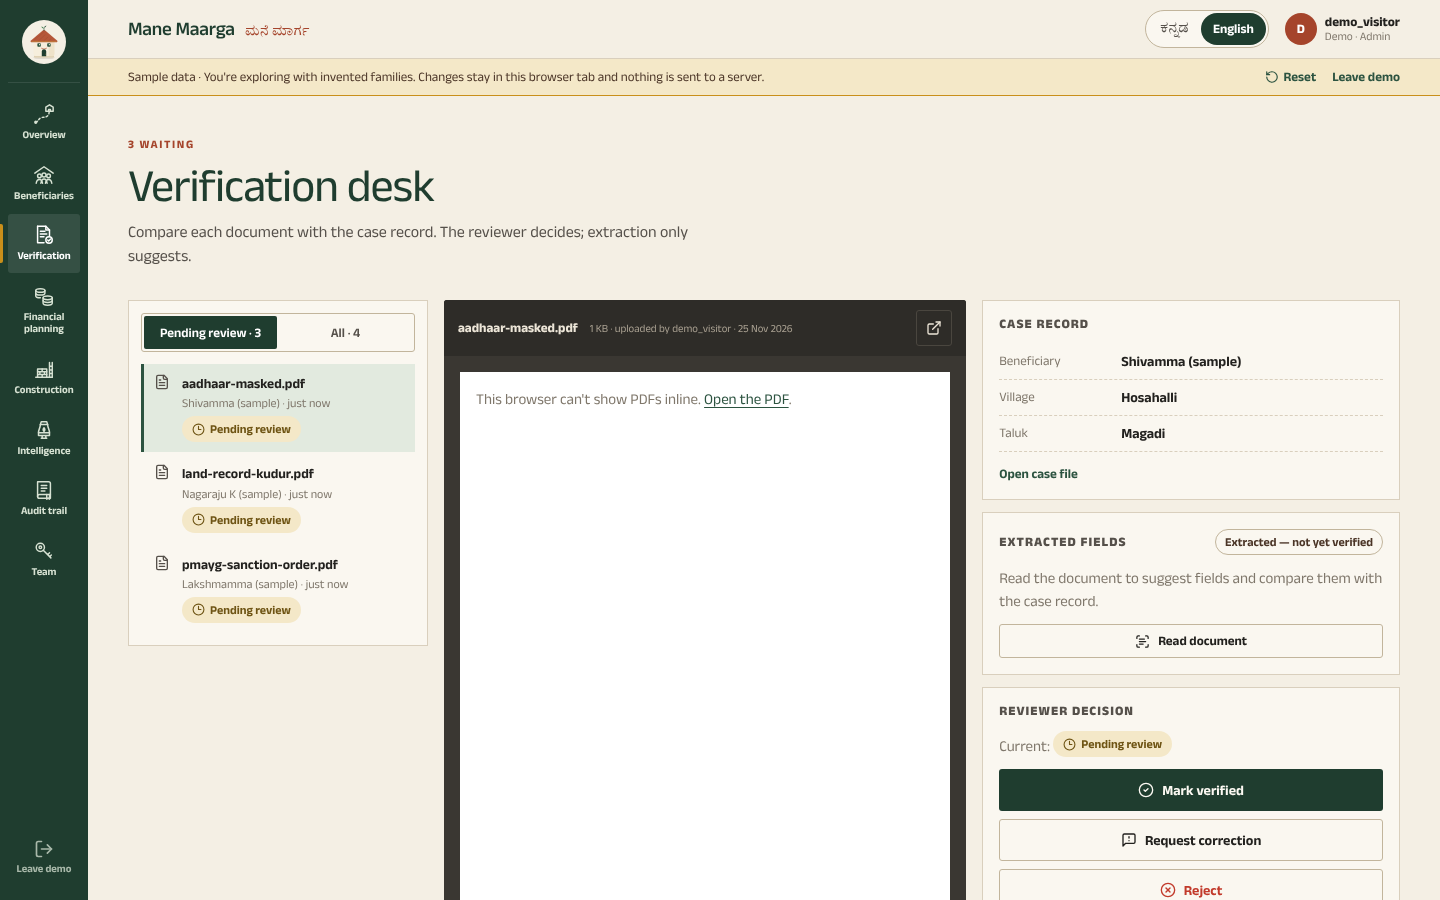 Mane Maarga ಮನೆ ಮಾರ್ಗ
ಕನ್ನಡ English
D
demo_visitor
Demo · Admin
Sample data · You're exploring with invented families. Changes stay in this browser tab and nothing is sent to a server.
Reset Leave demo
Overview
Beneficiaries
Verification
Financial
planning
Construction
Intelligence
Audit trail
Team
Leave demo
3 WAITING
Verification desk
Compare each document with the case record. The reviewer decides; extraction only
suggests.
Pending review · 3 All · 4
aadhaar-masked.pdf
Shivamma (sample) · just now
Pending review
land-record-kudur.pdf
Nagaraju K (sample) · just now
Pending review
pmayg-sanction-order.pdf
Lakshmamma (sample) · just now
Pending review
aadhaar-masked.pdf 1 KB · uploaded by demo_visitor · 25 Nov 2026
This browser can't show PDFs inline. Open the PDF.
CASE RECORD
Beneficiary Shivamma (sample)
Village Hosahalli
Taluk Magadi
Open case file
EXTRACTED FIELDS Extracted — not yet verified
Read the document to suggest fields and compare them with
the case record.
Read document
REVIEWER DECISION
Current: Pending review
Mark verified
Request correction
Reject